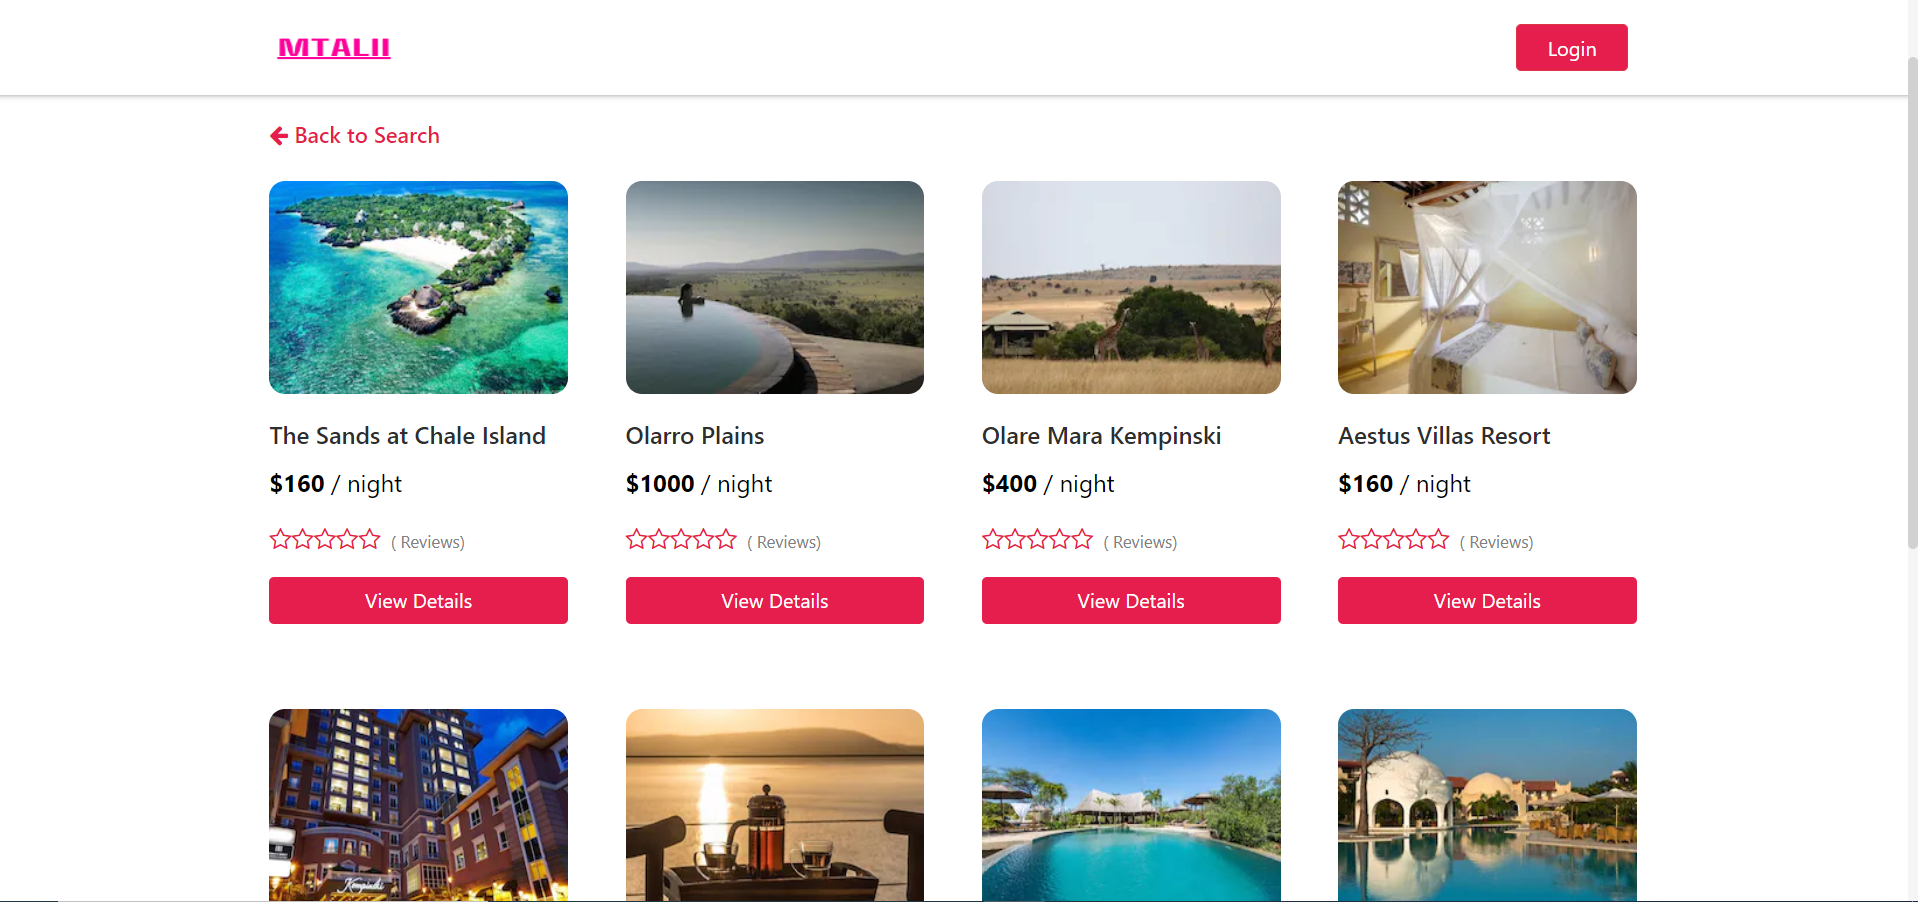 MTALII
Login
Back to Search
The Sands at Chale Island
Olarro Plains
Olare Mara Kempinski
Aestus Villas Resort
$160 / night
$1000 / night
$400 / night
$160 / night
( Reviews)
( Reviews)
( Reviews)
( Reviews)
View Details
View Details
View Details
View Details
Kempinski